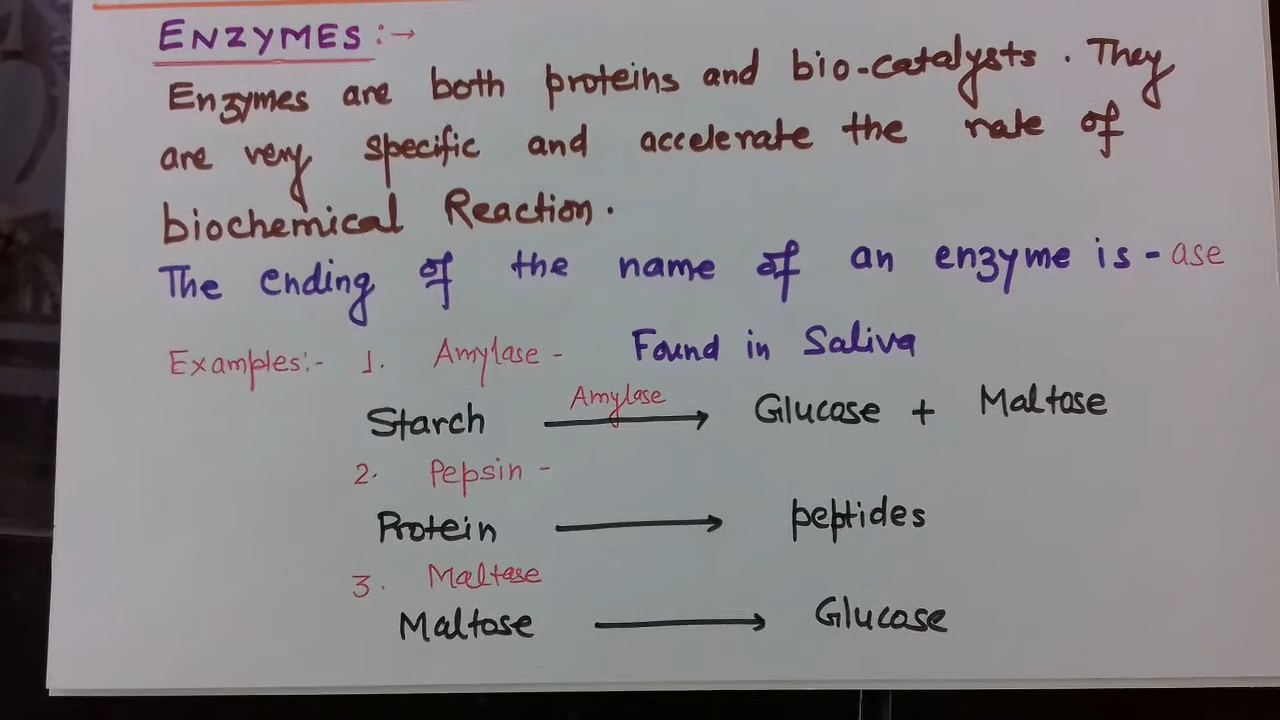 ENZYMES :→
Enzymes are both proteins and bio-catalysts. They
are very specific and accelerate the rate of
biochemical Reaction.
The ending of the name of an enzyme is - ase
Examples:- 1. Amylase - Found in Saliva
Amylase
Starch → Glucose + Maltose
2. Pepsin -
Protein → peptides
3. Maltase
Maltose → Glucose